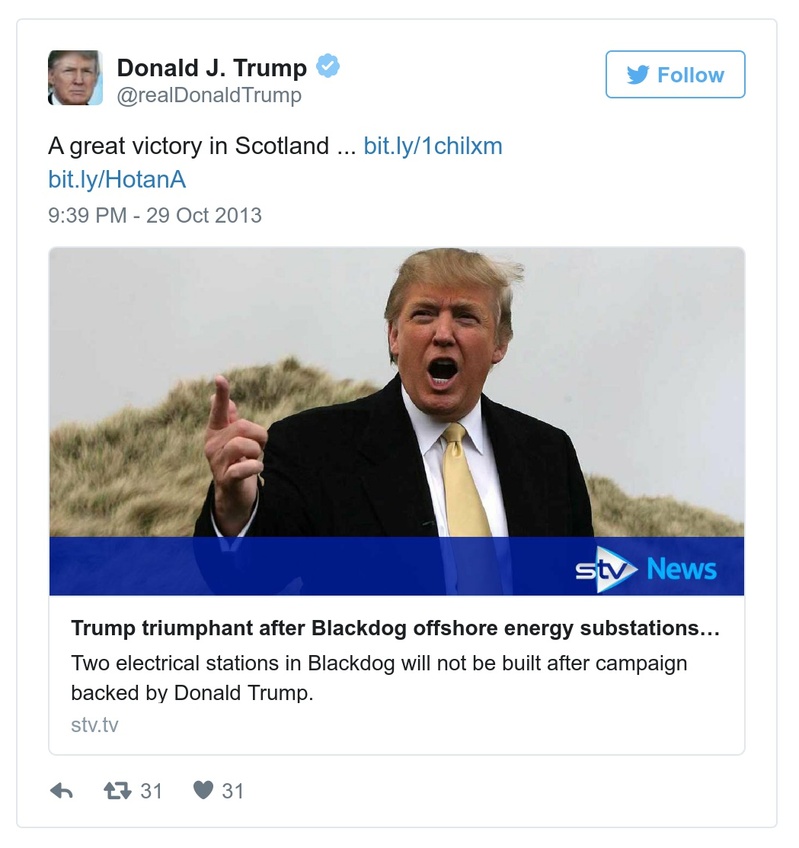 Donald J. Trump
@realDonaldTrump
Follow
A great victory in Scotland ... bit.ly/1chilxm
bit.ly/HotanA
9:39 PM - 29 Oct 2013
stv News
Trump triumphant after Blackdog offshore energy substations…
Two electrical stations in Blackdog will not be built after campaign
backed by Donald Trump.
stv.tv
31 31